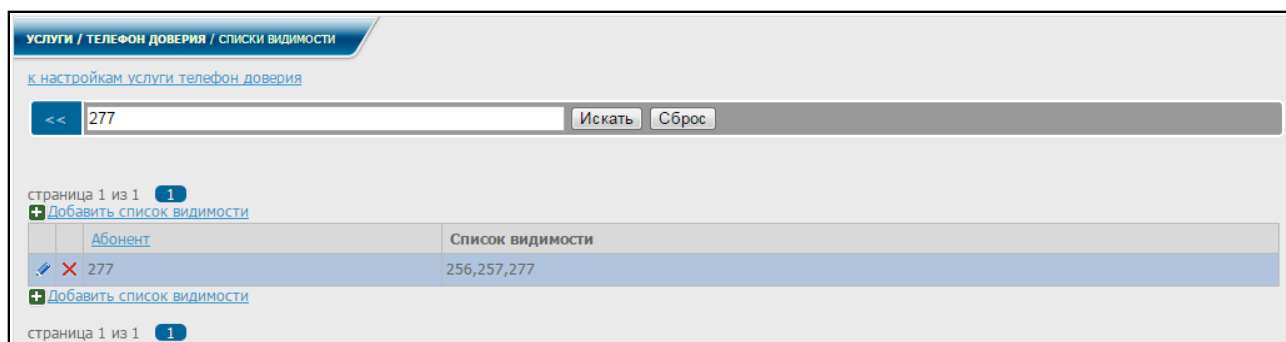 УСЛУГИ / ТЕЛЕФОН ДОВЕРИЯ / СПИСКИ ВИДИМОСТИ
к настройкам услуги телефон доверия
<< 277 Искать Сброс
страница 1 из 1 1
Добавить список видимости
Абонент Список видимости
277 256,257,277
Добавить список видимости
страница 1 из 1 1